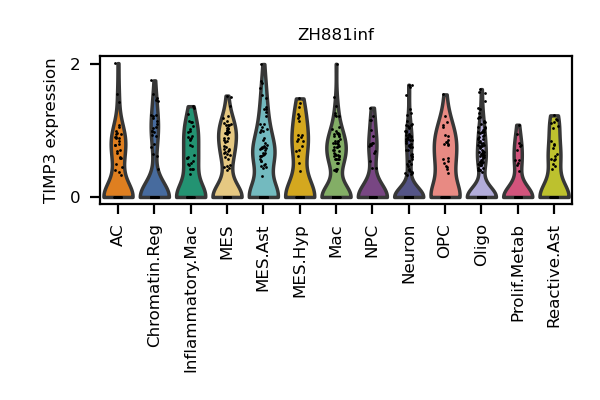 ZH881inf
TIMP3 expression
2
0
AC
Chromatin.Reg
Inflammatory.Mac
MES
MES.Ast
MES.Hyp
Mac
NPC
Neuron
OPC
Oligo
Prolif.Metab
Reactive.Ast